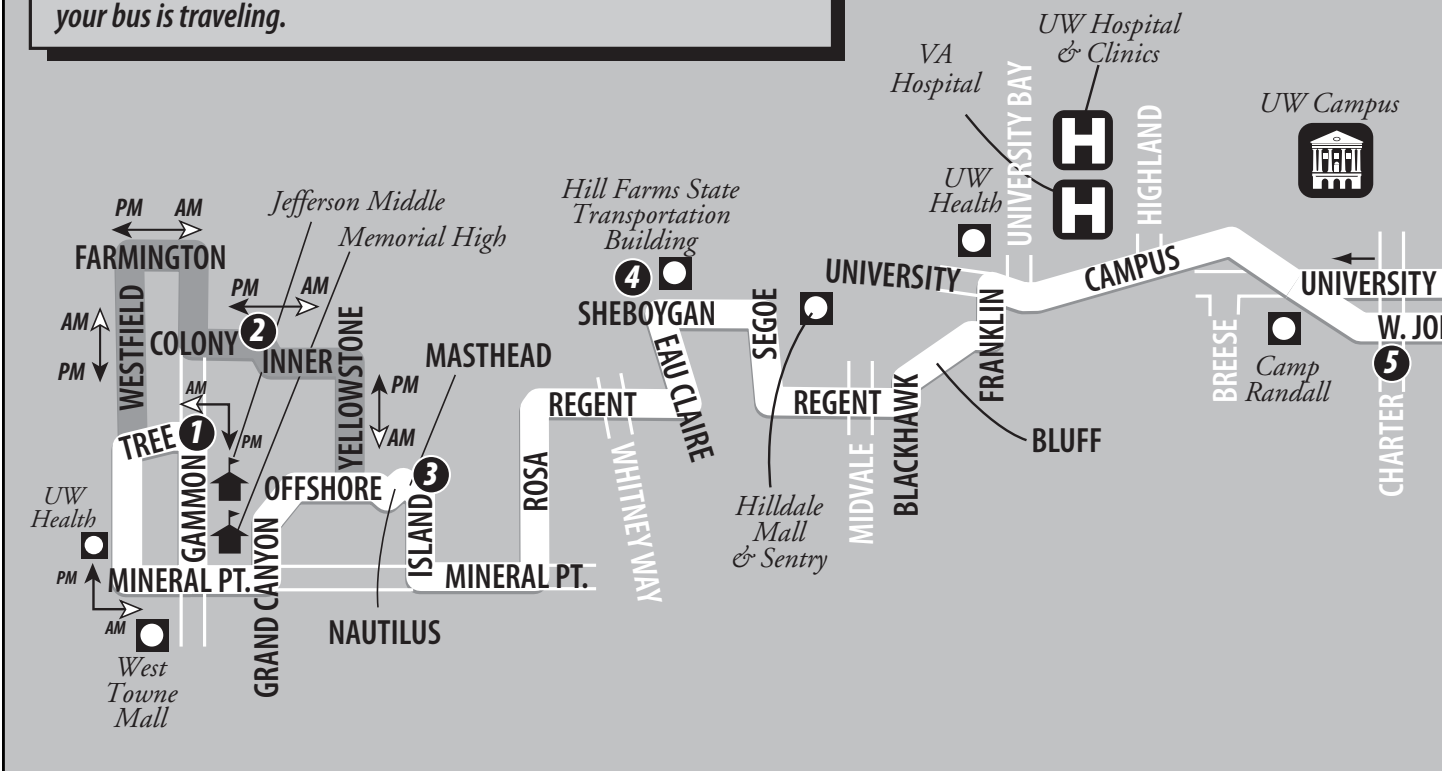 your bus is traveling.
UW Hospital
& Clinics
VA
Hospital
UNIVERSITY BAY
H
H
HIGHLAND
UW Campus
UW
Health
Hill Farms State
Transportation
Building
Jefferson Middle
Memorial High
PM AM
FARMINGTON
PM AM
AM
PM
WESTFIELD
COLONY
2
INNER
YELLOWSTONE
MASTHEAD
4
SHEBOYGAN
EAU CLAIRE
SEGOE
UNIVERSITY
FRANKLIN
CAMPUS
UNIVERSITY
W. JO
5
BREESE
Camp
Randall
CHARTER
AM
PM
TREE
1
PM
AM
OFFSHORE
3
REGENT
REGENT
BLACKHAWK
BLUFF
UW
Health
GAMMON
GRAND CANYON
ISLAND
ROSA
WHITNEY WAY
MIDVALE
Hilldale
Mall
& Sentry
PM
AM
MINERAL PT.
MINERAL PT.
NAUTILUS
West
Towne
Mall